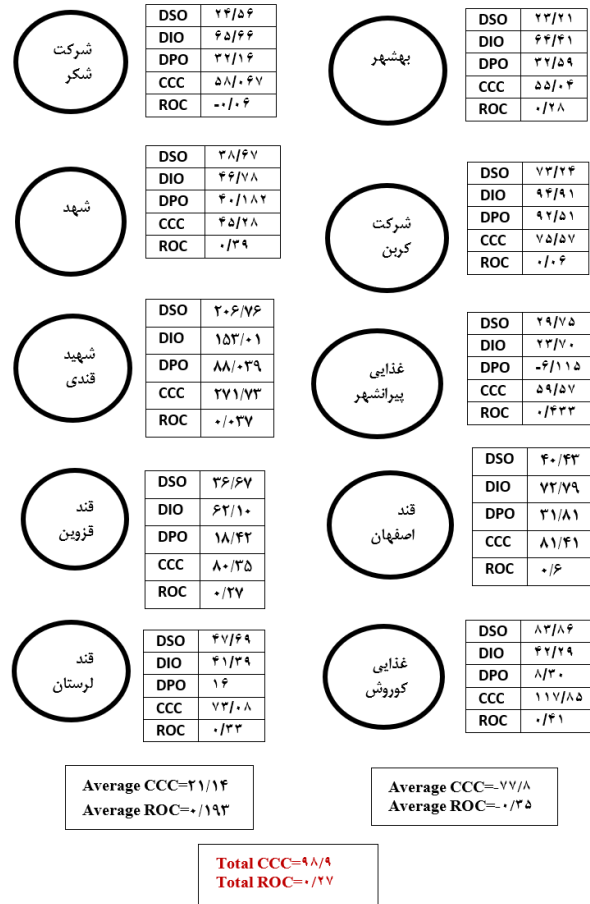 شرکت
شکر
DSO ۲۴/۵۶
DIO ۶۵/۶۶
DPO ۳۲/۱۶
CCC ۵۸/۰۶۷
ROC -۰/۰۶
بهشهر
DSO ۲۳/۲۱
DIO ۶۴/۴۱
DPO ۳۲/۵۹
CCC ۵۵/۰۴
ROC ۰/۲۸
شهد
DSO ۳۸/۶۷
DIO ۴۶/۷۸
DPO ۴۰/۱۸۲
CCC ۴۵/۲۸
ROC ۰/۳۹
شرکت
کربن
DSO ۷۳/۲۴
DIO ۹۴/۹۱
DPO ۹۲/۵۱
CCC ۷۵/۵۷
ROC ۰/۰۶
شهید
قندی
DSO ۲۰۶/۷۶
DIO ۱۵۳/۰۱
DPO ۸۸/۰۳۹
CCC ۲۷۱/۷۳
ROC ۰/۰۳۷
غذایی
پیرانشهر
DSO ۲۹/۷۵
DIO ۲۳/۷۰
DPO -۶/۱۱۵
CCC ۵۹/۵۷
ROC ۰/۴۳۳
قند
قزوین
DSO ۳۶/۶۷
DIO ۶۲/۱۰
DPO ۱۸/۴۲
CCC ۸۰/۳۵
ROC ۰/۲۷
قند
اصفهان
DSO ۴۰/۴۳
DIO ۷۲/۷۹
DPO ۳۱/۸۱
CCC ۸۱/۴۱
ROC ۰/۶
قند
لرستان
DSO ۴۷/۶۹
DIO ۴۱/۳۹
DPO ۱۶
CCC ۷۳/۰۸
ROC ۰/۳۳
غذایی
کوروش
DSO ۸۳/۸۶
DIO ۴۲/۲۹
DPO ۸/۳۰
CCC ۱۱۷/۸۵
ROC ۰/۴۱
Average CCC=۲۱/۱۴
Average ROC=۰/۱۹۳
Average CCC=-۷۷/۸
Average ROC=-۰/۳۵
Total CCC=۹۸/۹
Total ROC=۰/۲۷